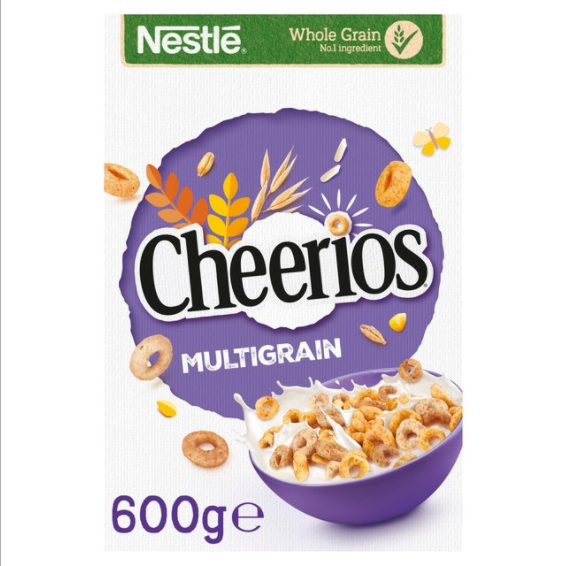 Nestlé®
Whole Grain
No.1 ingredient
Cheerios®
MULTIGRAIN
600g℮